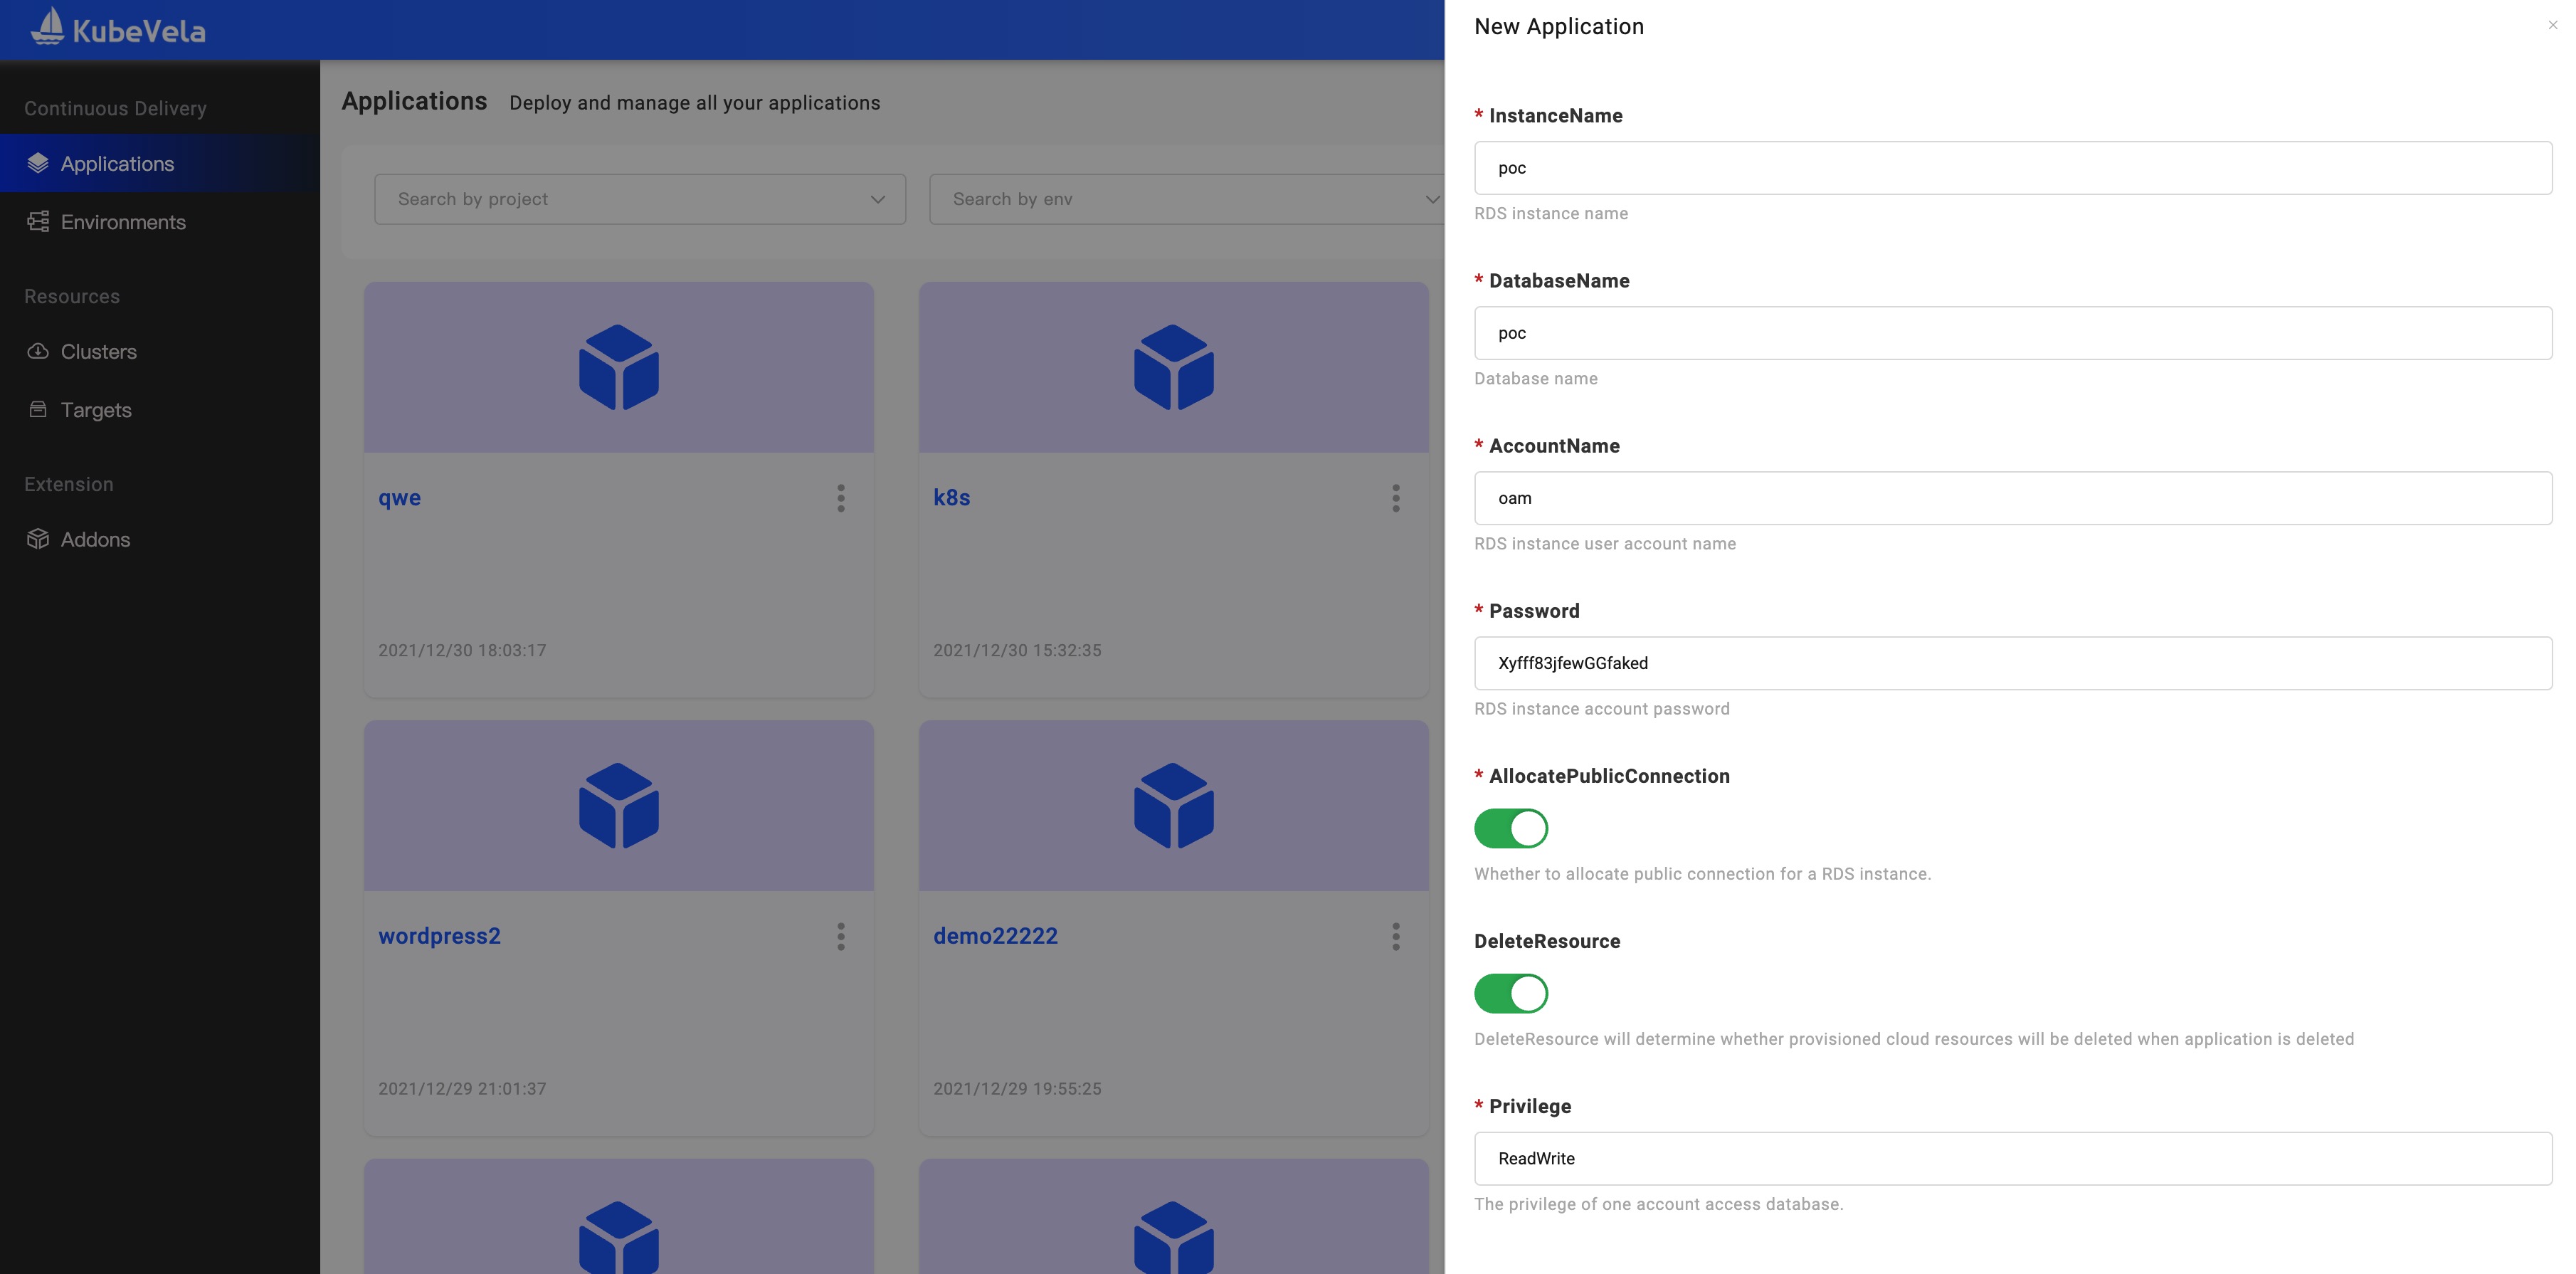 KubeVela
Continuous Delivery
Applications
Environments
Resources
Clusters
Targets
Extension
Addons
Applications Deploy and manage all your applications
Search by project
Search by env
qwe
2021/12/30 18:03:17
k8s
2021/12/30 15:32:35
wordpress2
2021/12/29 21:01:37
demo22222
2021/12/29 19:55:25
New Application
* InstanceName
poc
RDS instance name
* DatabaseName
poc
Database name
* AccountName
oam
RDS instance user account name
* Password
Xyfff83jfewGGfaked
RDS instance account password
* AllocatePublicConnection
Whether to allocate public connection for a RDS instance.
DeleteResource
DeleteResource will determine whether provisioned cloud resources will be deleted when application is deleted
* Privilege
ReadWrite
The privilege of one account access database.